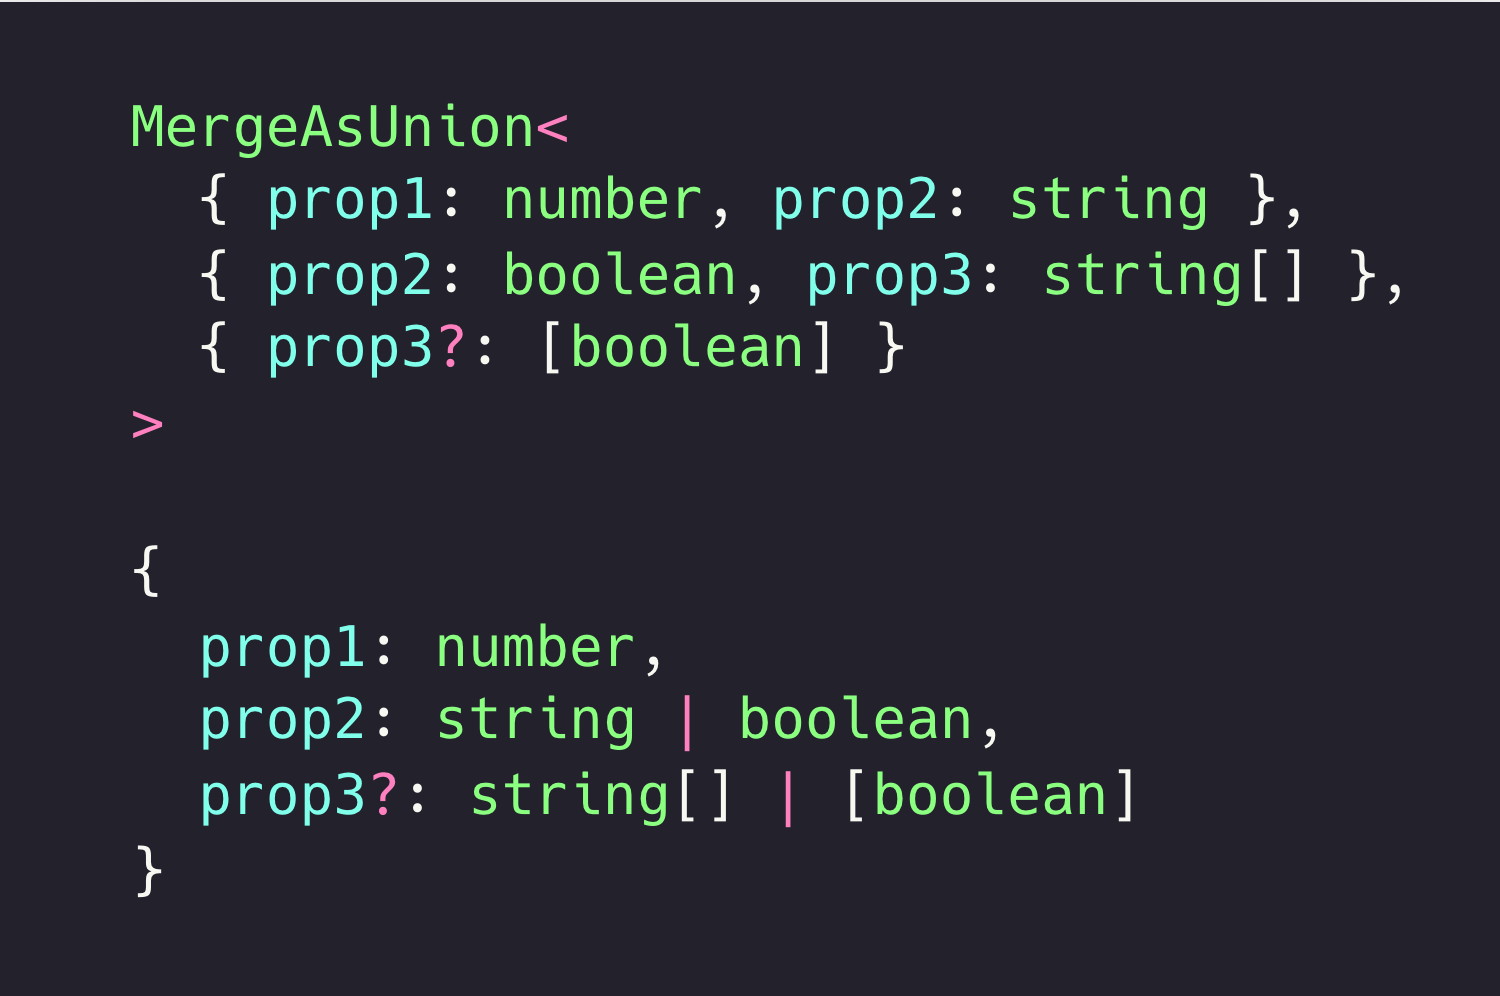 MergeAsUnion<
  { prop1: number, prop2: string },
  { prop2: boolean, prop3: string[] },
  { prop3?: [boolean] }
>
{
  prop1: number,
  prop2: string | boolean,
  prop3?: string[] | [boolean]
}